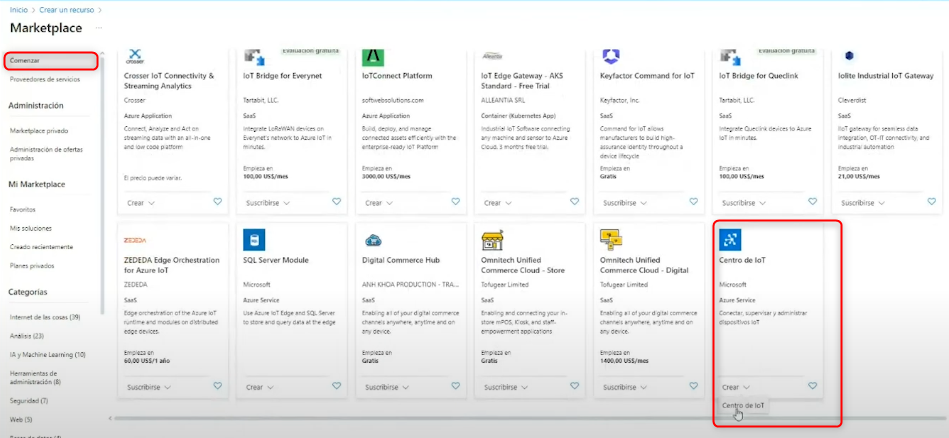 Inicio > Crear un recurso >
Marketplace ...
Comenzar
Proveedores de servicios
Administración
Marketplace privado
Administración de ofertas
privadas
Mi Marketplace
Favoritos
Mis soluciones
Creado recientemente
Planes privados
Categorías
Internet de las cosas (39)
Análisis (23)
IA y Machine Learning (10)
Herramientas de
administración (8)
Seguridad (7)
Web (5)
crosser
Crosser IoT Connectivity &
Streaming Analytics
Crosser
Azure Application
Connect, Analyze and Act on
streaming data with an all-in-one
and low code platform
El precio puede varias.
Crear
Evaluación gratuita
IoT Bridge for Everynet
Tartabit, LLC.
SaaS
Integrate LoRaWAN devices on
Everynet's network to Azure IoT in
minutes.
Empieza en
100,00 US$/mes
Suscribirse
IoTConnect Platform
softwebsolutions.com
Azure Application
Build, deploy, and manage
connected assets efficiently with the
enterprise-ready IoT Platform
Empieza en
3000,00 US$/mes
Crear
IoT Edge Gateway - AKS
Standard - Free Trial
ALLEANTIA SRL
Container (Kubernetes App)
Industrial IoT Software connecting
any machine and sensor to Azure
Cloud, 3 months free trial.
Crear
Keyfactor Command for IoT
Keyfactor, Inc.
SaaS
Command for IoT allows
manufacturers to build high-
assurance identity throughout a
device lifecycle
Empieza en
Gratis
Suscribirse
Evaluación gratuita
IoT Bridge for Queclink
Tartabit, LLC.
SaaS
Integrate Queclink devices to Azure
IoT in minutes.
Empieza en
100,00 US$/mes
Suscribirse
Iolite Industrial IoT Gateway
Cleverdist
SaaS
IIoT gateway for seamless data
integration, OT-IT connectivity, and
industrial automation
Empieza en
21,00 US$/mes
Suscribirse
ZEDEDA
ZEDEDA Edge Orchestration
for Azure IoT
ZEDEDA
SaaS
Edge orchestration of the Azure IoT
runtime and modules on distributed
edge devices.
Empieza en
60,00 US$/1 año
Suscribirse
SQL Server Module
Microsoft
Azure Service
Use Azure IoT Edge and SQL Server
to store and query data at the edge
Crear
Digital Commerce Hub
ANH KHOA PRODUCTION - TRA...
SaaS
Enabling all of your digital commerce
channels anywhere, anytime and on
any device.
Empieza en
Gratis
Suscribirse
Omnitech Unified
Commerce Cloud - Store
Tofugear Limited
SaaS
Enabling and connecting your in-
store mPOS, Kiosk, and staff-
empowerment applications
Empieza en
Gratis
Suscribirse
Omnitech Unified
Commerce Cloud - Digital
Tofugear Limited
SaaS
Enabling all of your digital commerce
channels anywhere, anytime and on
any device.
Empieza en
1400,00 US$/mes
Suscribirse
Centro de IoT
Microsoft
Azure Service
Conectar, supervisar y administrar
dispositivos IoT
Crear
Centro de IoT